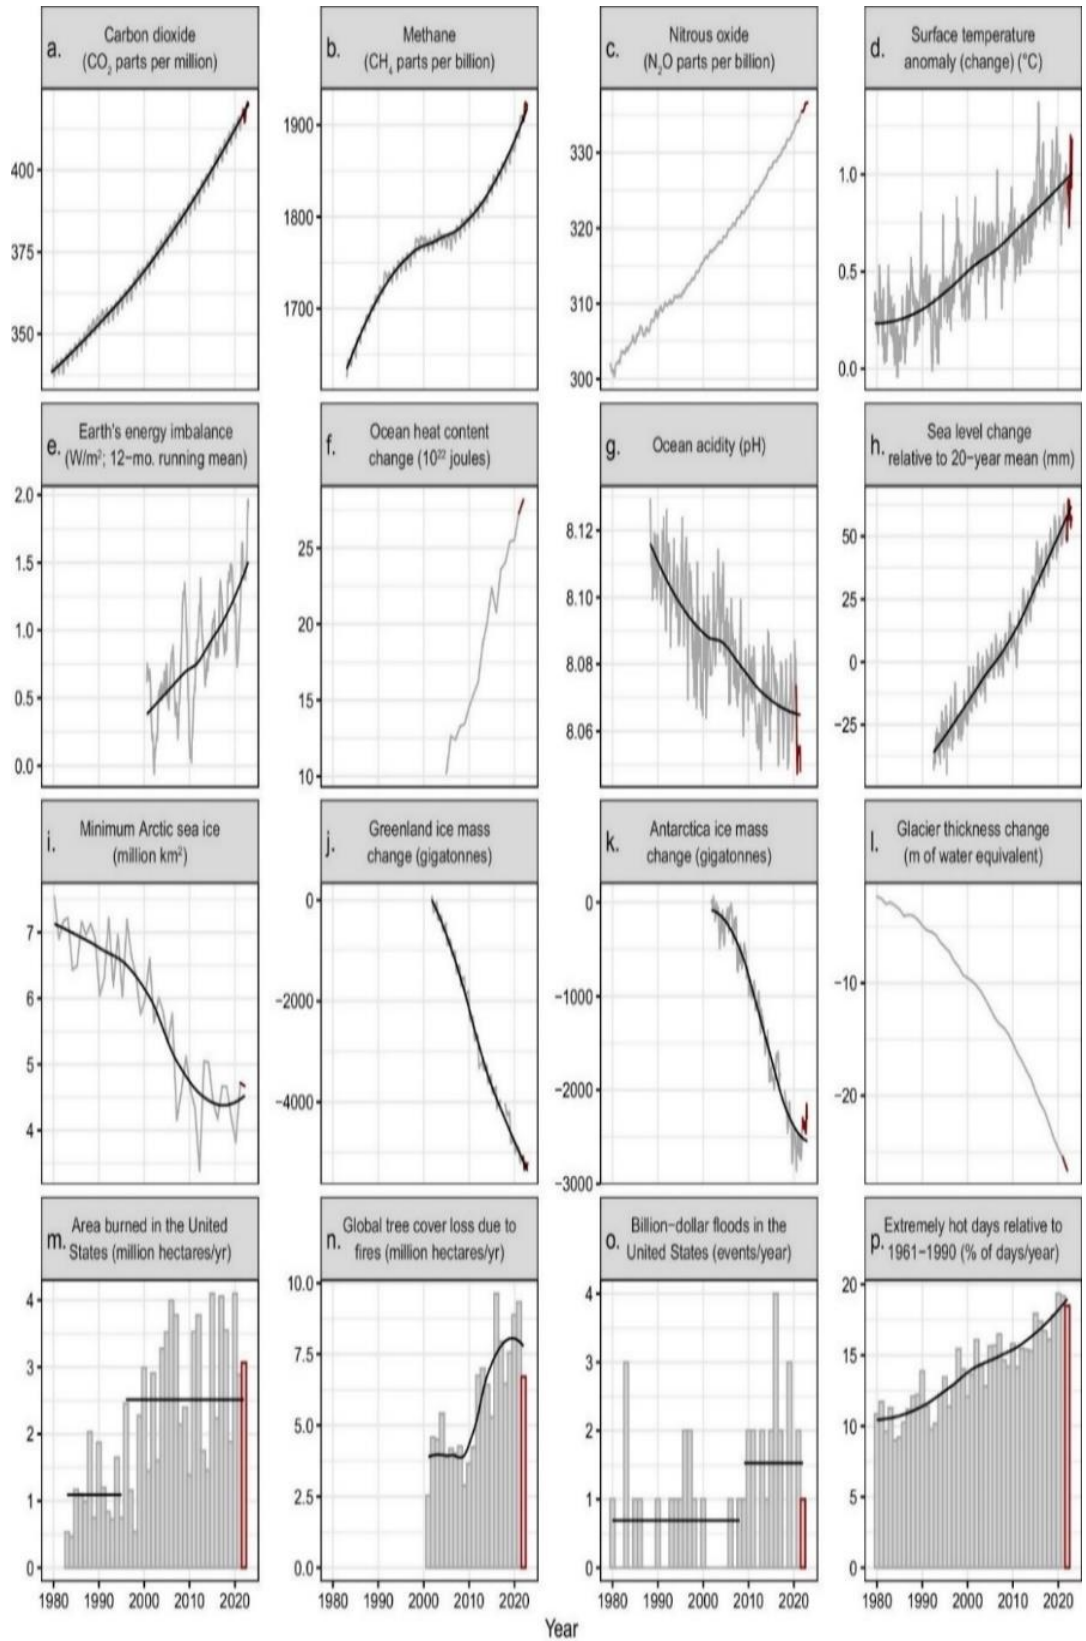 a. Carbon dioxide
(CO₂ parts per million)
b. Methane
(CH₄ parts per billion)
c. Nitrous oxide
(N₂O parts per billion)
d. Surface temperature
anomaly (change) (°C)
400
375
350
1900
1800
1700
330
320
310
300
1.0
0.5
0.0
e. Earth's energy imbalance
(W/m²; 12−mo. running mean)
f. Ocean heat content
change (10²² joules)
g. Ocean acidity (pH)
h. Sea level change
relative to 20−year mean (mm)
2.0
1.5
1.0
0.5
0.0
25
20
15
10
8.12
8.10
8.08
8.06
50
25
0
−25
i. Minimum Arctic sea ice
(million km²)
j. Greenland ice mass
change (gigatonnes)
k. Antarctica ice mass
change (gigatonnes)
l. Glacier thickness change
(m of water equivalent)
7
6
5
4
0
−2000
−4000
0
−1000
−2000
−3000
−10
−20
m. Area burned in the United
States (million hectares/yr)
n. Global tree cover loss due to
fires (million hectares/yr)
o. Billion−dollar floods in the
United States (events/year)
p. Extremely hot days relative to
1961−1990 (% of days/year)
4
3
2
1
0
10.0
7.5
5.0
2.5
0.0
4
3
2
1
0
20
15
10
5
0
1980 1990 2000 2010 2020
1980 1990 2000 2010 2020
1980 1990 2000 2010 2020
1980 1990 2000 2010 2020
Year